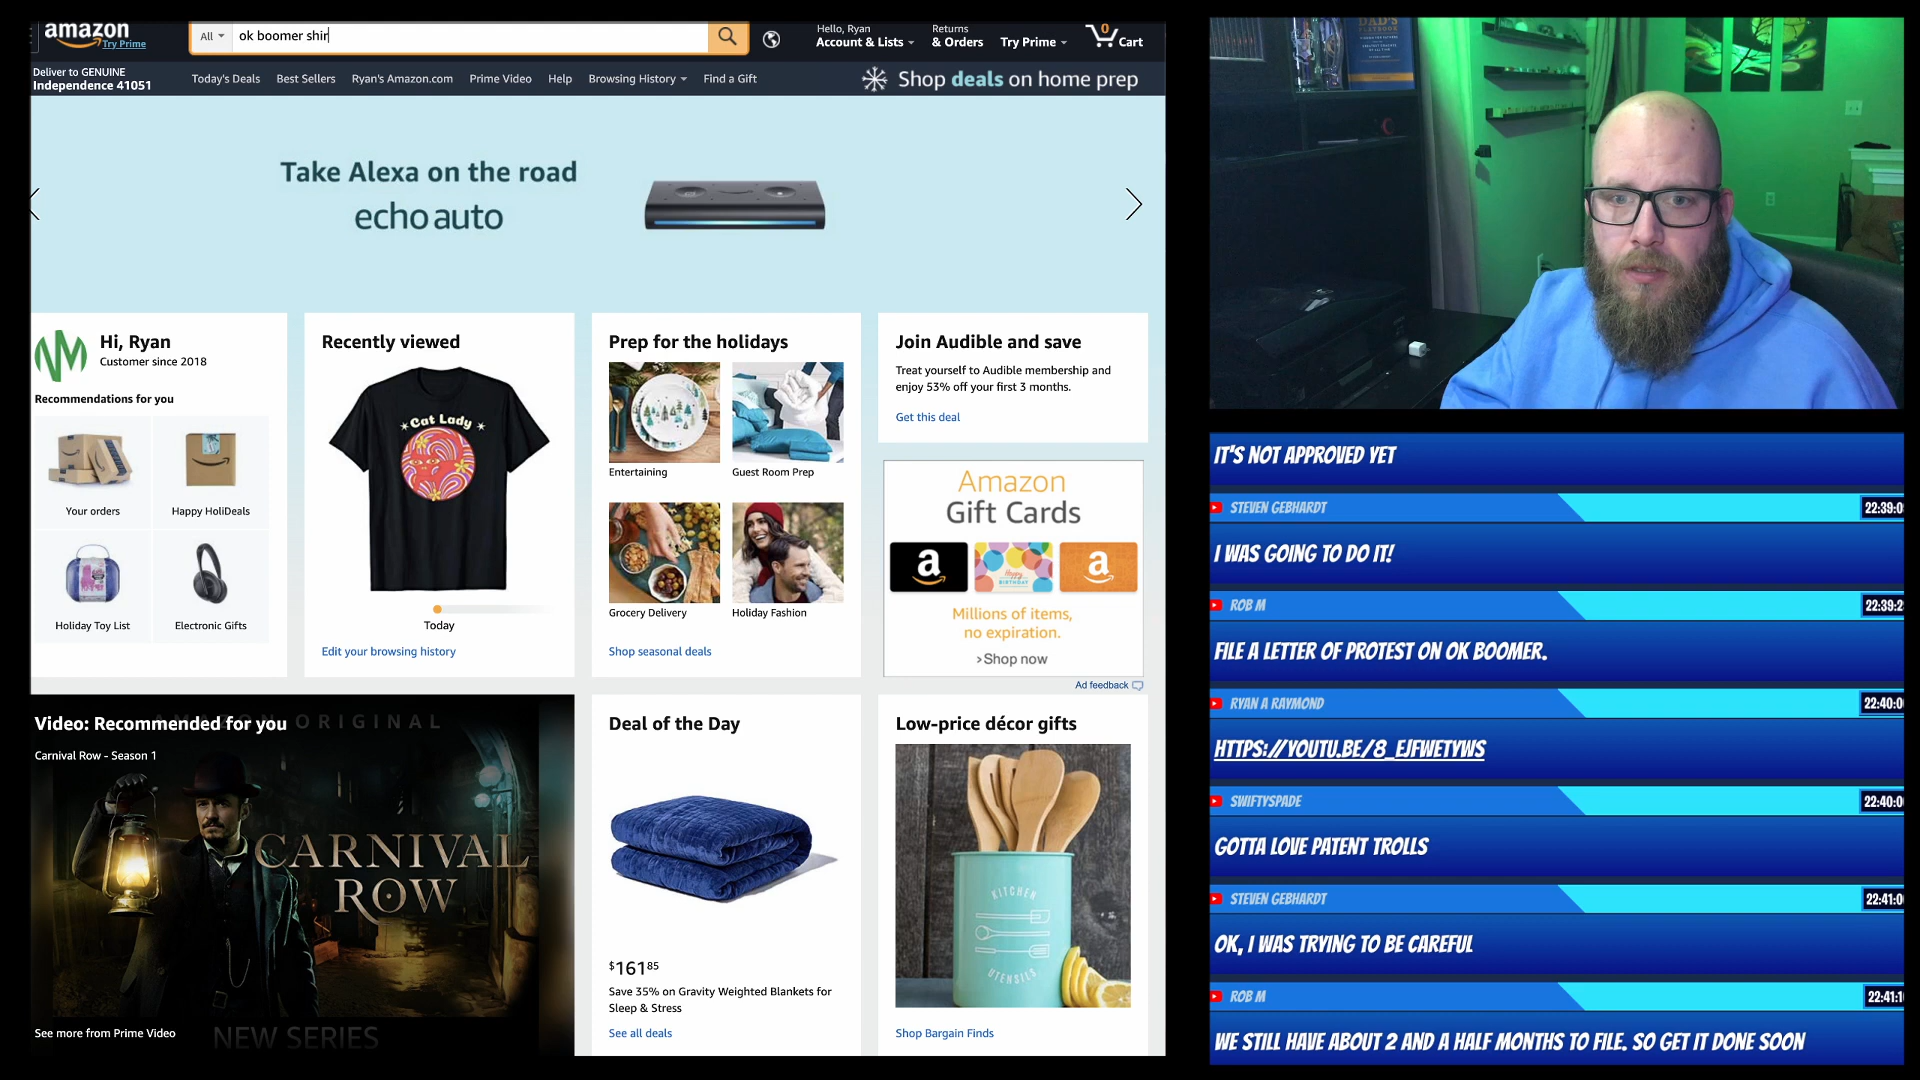 amazon
Try Prime
All
ok boomer shir
Hello, Ryan
Account & Lists
Returns
& Orders
Try Prime
0
Cart
Deliver to GENUINE
Independence 41051
Today's Deals
Best Sellers
Ryan's Amazon.com
Prime Video
Help
Browsing History
Find a Gift
Shop deals on home prep
Take Alexa on the road
echo auto
Hi, Ryan
Customer since 2018
Recommendations for you
Your orders
Happy HoliDeals
Holiday Toy List
Electronic Gifts
Recently viewed
Cat Lady
Today
Edit your browsing history
Prep for the holidays
Entertaining
Guest Room Prep
Grocery Delivery
Holiday Fashion
Shop seasonal deals
Join Audible and save
Treat yourself to Audible membership and
enjoy 53% off your first 3 months.
Get this deal
Amazon
Gift Cards
a
Happy
BIRTHDAY
a
Millions of items,
no expiration.
›Shop now
Ad feedback
Video: Recommended for you
ORIGINAL
Carnival Row - Season 1
CARNIVAL
ROW
See more from Prime Video
NEW SERIES
Deal of the Day
$161 85
Save 35% on Gravity Weighted Blankets for
Sleep & Stress
See all deals
Low-price décor gifts
KITCHEN
UTENSILS
Shop Bargain Finds
DAD'S
PLAYBOOK
IT'S NOT APPROVED YET
STEVEN GEBHARDT
22:39:0
I WAS GOING TO DO IT!
ROB M
22:39:2
FILE A LETTER OF PROTEST ON OK BOOMER.
RYAN A RAYMOND
22:40:0
HTTPS://YOUTU.BE/8_EJFWETYWS
SWIFTYSPADE
22:40:0
GOTTA LOVE PATENT TROLLS
STEVEN GEBHARDT
22:41:0
OK, I WAS TRYING TO BE CAREFUL
ROB M
22:41:1
WE STILL HAVE ABOUT 2 AND A HALF MONTHS TO FILE. SO GET IT DONE SOON